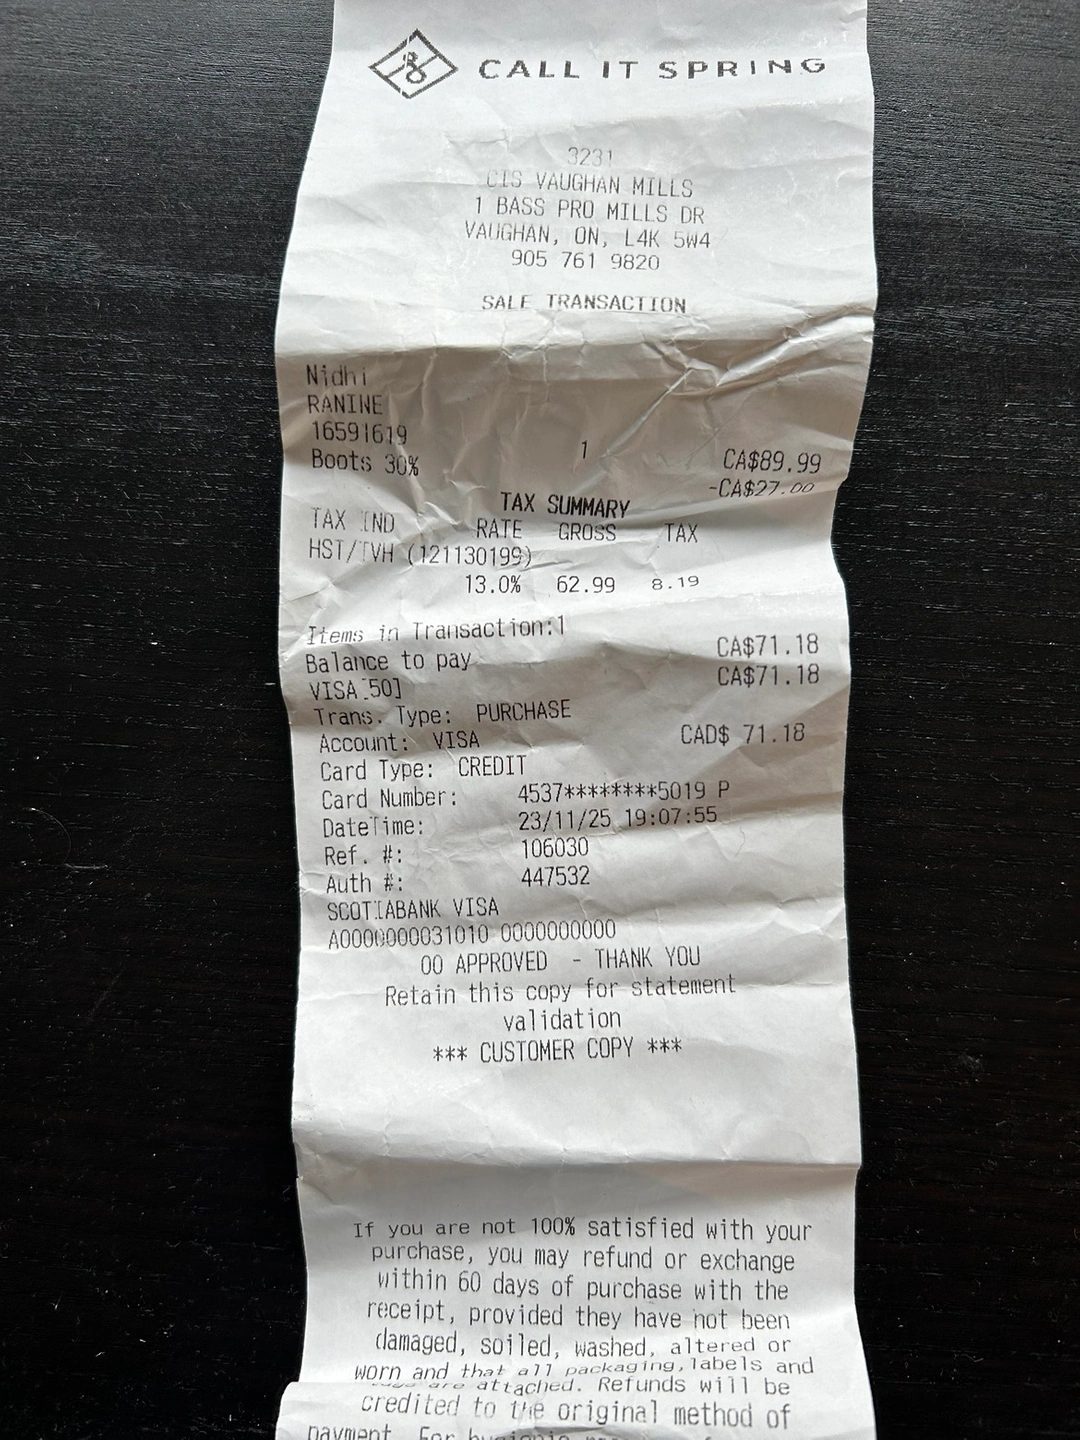 CALL IT SPRING
3231
CIS VAUGHAN MILLS
1 BASS PRO MILLS DR
VAUGHAN, ON, L4K 5W4
905 761 9820
SALE TRANSACTION
Nidhi
RANINE
16591619 1 CA$89.99
Boots 30% -CA$27.00
TAX SUMMARY
TAX IND RATE GROSS TAX
HST/TVH (121130199)
13.0% 62.99 8.19
Items in Transaction:1
Balance to pay CA$71.18
VISA [50] CA$71.18
Trans. Type: PURCHASE
Account: VISA CAD$ 71.18
Card Type: CREDIT
Card Number: 4537********5019 P
DateTime: 23/11/25 19:07:55
Ref. #: 106030
Auth #: 447532
SCOTIABANK VISA
A0000000031010 0000000000
00 APPROVED - THANK YOU
Retain this copy for statement
validation
*** CUSTOMER COPY ***
If you are not 100% satisfied with your
purchase, you may refund or exchange
within 60 days of purchase with the
receipt, provided they have not been
damaged, soiled, washed, altered or
worn and that all packaging, labels and
are attached. Refunds will be
credited to the original method of
payment. For hygienic